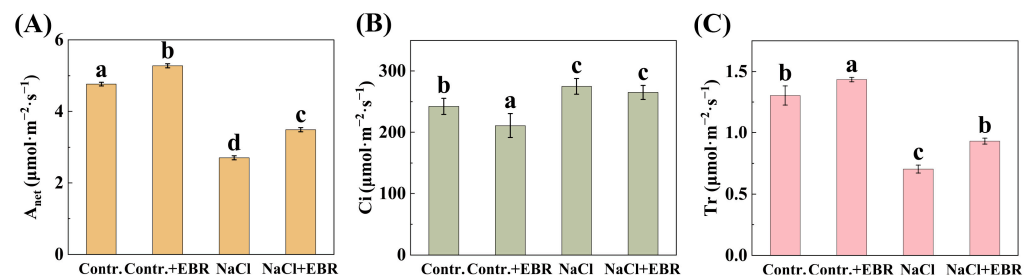 (A)
A_net (μmol·m⁻²·s⁻¹)
6
4
2
0
a
b
d
c
Contr. Contr.+EBR NaCl NaCl+EBR
(B)
Ci (μmol·m⁻²·s⁻¹)
300
200
100
0
b
a
c
c
Contr. Contr.+EBR NaCl NaCl+EBR
(C)
Tr (μmol·m⁻²·s⁻¹)
1.5
1.0
0.5
0.0
b
a
c
b
Contr. Contr.+EBR NaCl NaCl+EBR